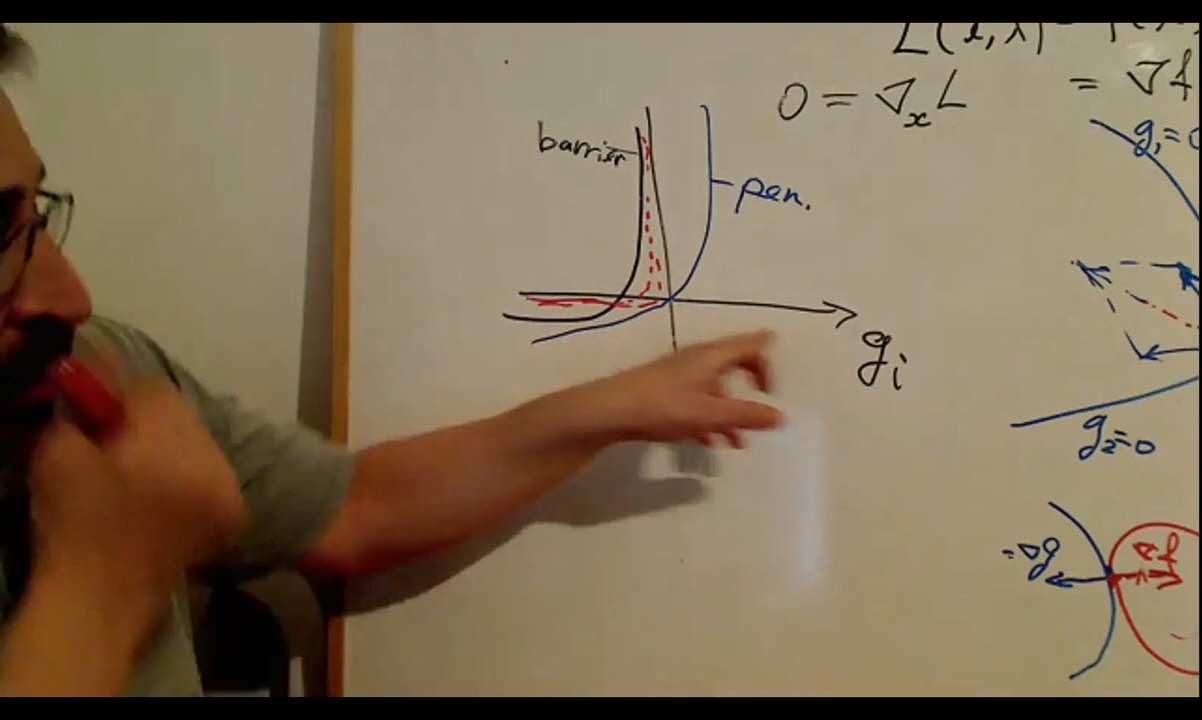 L(x,λ)
0 = ∇ₓL = ∇f
barrier
pen.
g₁=0
gᵢ
g₂=0
-∇g
∇f